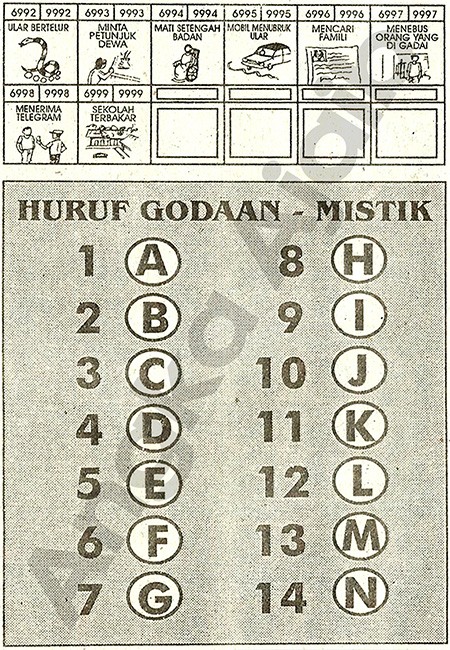 6992 9992 6993 9993 6994 9994 6995 9995 6996 9996 6997 9997
ULAR BERTELUR
MINTA
PETUNJUK
DEWA
MATI SETENGAH
BADAN
MOBIL MENUBRUK
ULAR
MENCARI
FAMILI
MENEBUS
ORANG YANG
DI GADAI
6998 9998 6999 9999
MENERIMA
TELEGRAM
SEKOLAH
TERBAKAR
HURUF GODAAN - MISTIK
1 A 8 H
2 B 9 I
3 C 10 J
4 D 11 K
5 E 12 L
6 F 13 M
7 G 14 N
Angka Ajaib